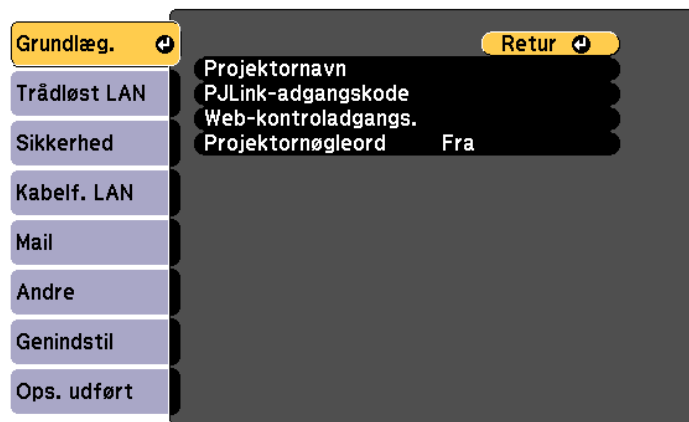 Grundlæg.
Retur
Projektornavn
Trådløst LAN
PJLink-adgangskode
Web-kontroladgangs.
Sikkerhed
Projektornøgleord Fra
Kabelf. LAN
Mail
Andre
Genindstil
Ops. udført